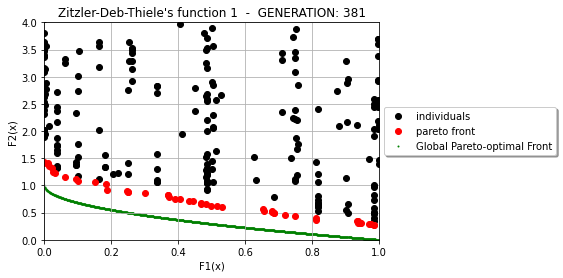 Zitzler-Deb-Thiele's function 1 - GENERATION: 381
4.0
3.5
3.0
2.5
2.0
1.5
1.0
0.5
0.0
F2(x)
0.0 0.2 0.4 0.6 0.8 1.0
F1(x)
individuals
pareto front
Global Pareto-optimal Front